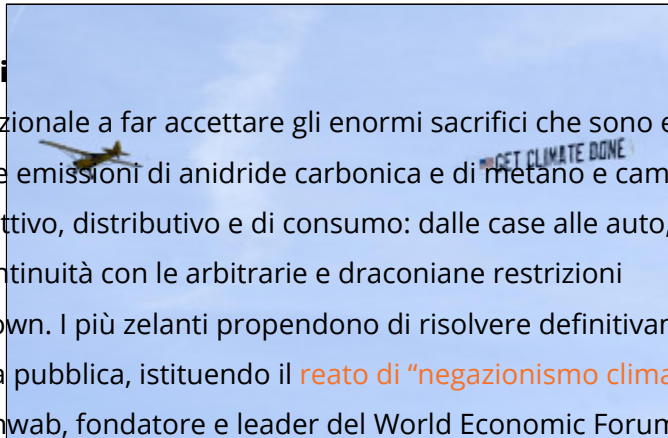 i
zionale a far accettare gli enormi sacrifici che sono e
GET CLIMATE DONE
e emissioni di anidride carbonica e di metano e cam
ttivo, distributivo e di consumo: dalle case alle auto,
ntinuità con le arbitrarie e draconiane restrizioni
own. I più zelanti propendono di risolvere definitivan
a pubblica, istituendo il reato di “negazionismo clima
hwab, fondatore e leader del World Economic Forum